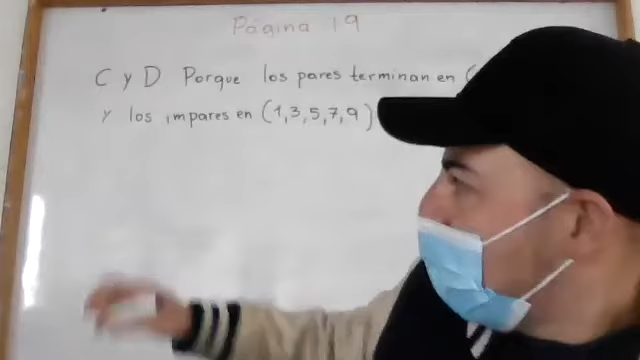 Página 19
C y D Porque los pares terminan en (
y los impares en (1,3,5,7,9)